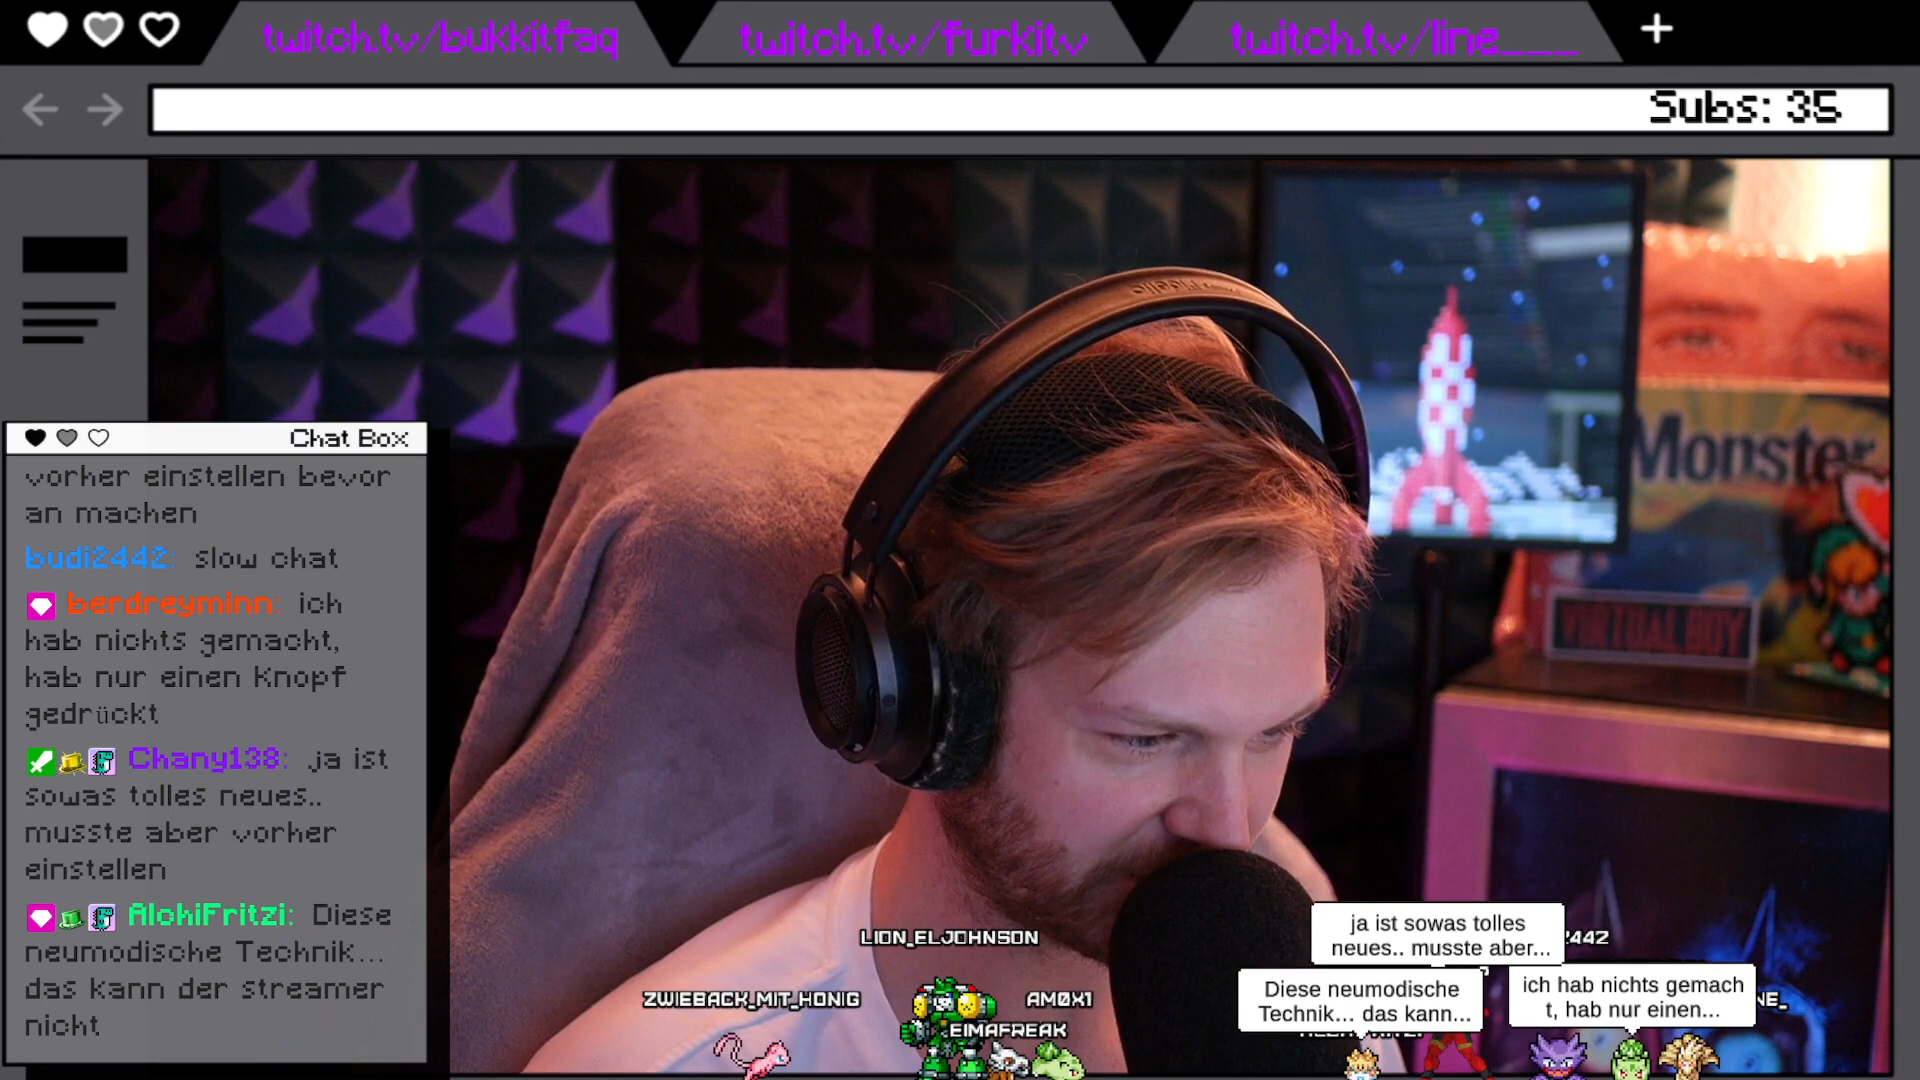 twitch.tv/bukkitfaq
twitch.tv/furkitv
twitch.tv/line___
Subs: 35
Chat Box
vorher einstellen bevor
an machen
budi2442: slow chat
berdreyminn: ich
hab nichts gemacht,
hab nur einen Knopf
gedrückt
Chany138: ja ist
sowas tolles neues..
musste aber vorher
einstellen
AlohiFritzi: Diese
neumodische Technik...
das kann der streamer
nicht
Monster
VIRTUAL BOY
LION_ELJOHNSON
ja ist sowas tolles
neues.. musste aber...
2442
ZWIEBACK_MIT_HONIG
AM0X1
EIMAFREAK
Diese neumodische
Technik... das kann...
ich hab nichts gemach
t, hab nur einen...
NE_